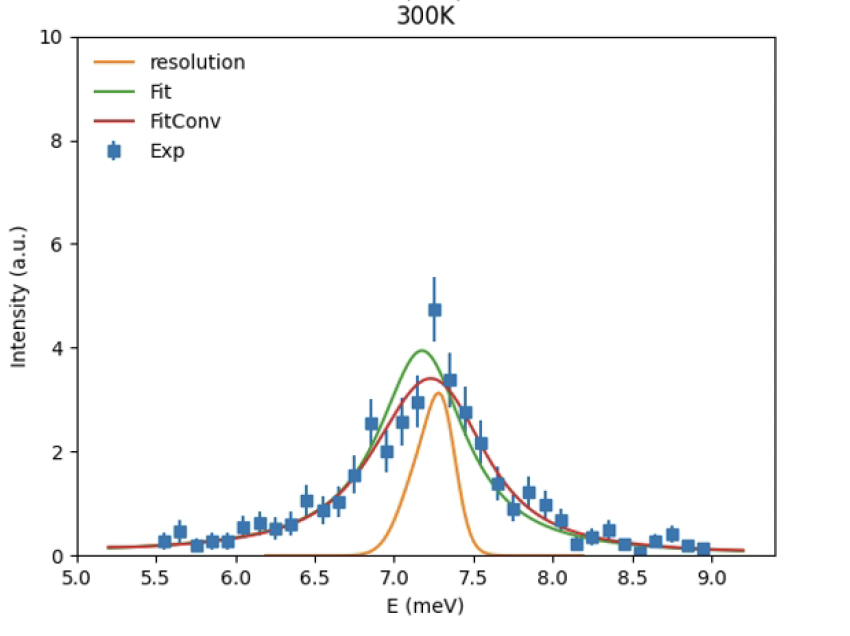 300K
10
8
6
4
2
0
Intensity (a.u.)
resolution
Fit
FitConv
Exp
5.0 5.5 6.0 6.5 7.0 7.5 8.0 8.5 9.0
E (meV)